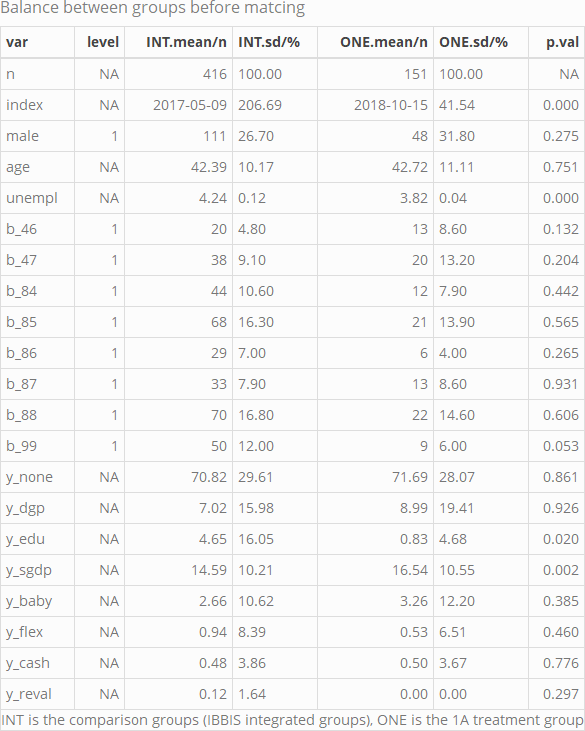 Balance between groups before matcing
var level INT.mean/n INT.sd/% ONE.mean/n ONE.sd/% p.val
n NA 416 100.00 151 100.00 NA
index NA 2017-05-09 206.69 2018-10-15 41.54 0.000
male 1 111 26.70 48 31.80 0.275
age NA 42.39 10.17 42.72 11.11 0.751
unempl NA 4.24 0.12 3.82 0.04 0.000
b_46 1 20 4.80 13 8.60 0.132
b_47 1 38 9.10 20 13.20 0.204
b_84 1 44 10.60 12 7.90 0.442
b_85 1 68 16.30 21 13.90 0.565
b_86 1 29 7.00 6 4.00 0.265
b_87 1 33 7.90 13 8.60 0.931
b_88 1 70 16.80 22 14.60 0.606
b_99 1 50 12.00 9 6.00 0.053
y_none NA 70.82 29.61 71.69 28.07 0.861
y_dgp NA 7.02 15.98 8.99 19.41 0.926
y_edu NA 4.65 16.05 0.83 4.68 0.020
y_sgdp NA 14.59 10.21 16.54 10.55 0.002
y_baby NA 2.66 10.62 3.26 12.20 0.385
y_flex NA 0.94 8.39 0.53 6.51 0.460
y_cash NA 0.48 3.86 0.50 3.67 0.776
y_reval NA 0.12 1.64 0.00 0.00 0.297
INT is the comparison groups (IBBIS integrated groups), ONE is the 1A treatment group